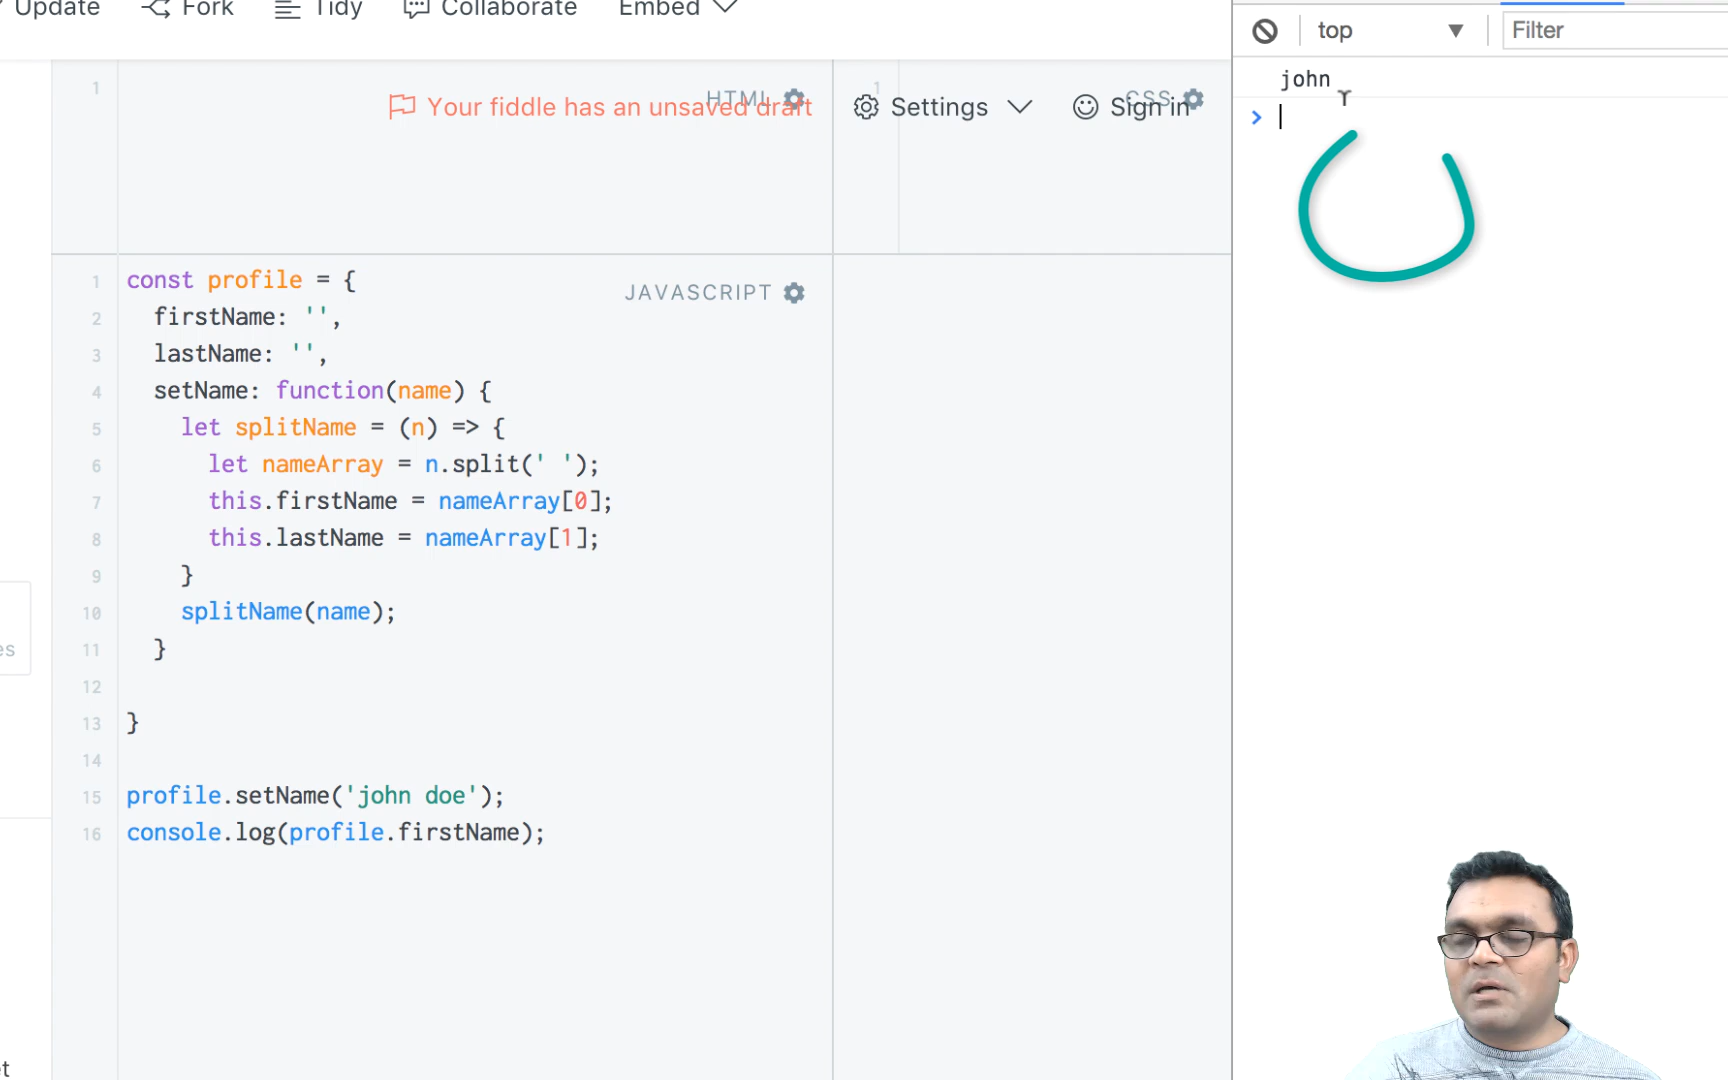 Update Fork Tidy Collaborate Embed
top Filter
john
>
1 HTML 1 CSS
Your fiddle has an unsaved draft Settings Sign in
JAVASCRIPT
1 const profile = {
2 firstName: '',
3 lastName: '',
4 setName: function(name) {
5 let splitName = (n) => {
6 let nameArray = n.split(' ');
7 this.firstName = nameArray[0];
8 this.lastName = nameArray[1];
9 }
10 splitName(name);
11 }
12
13 }
14
15 profile.setName('john doe');
16 console.log(profile.firstName);
es
et